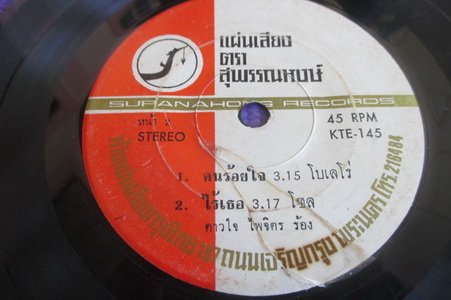 แผ่นเสียง
ตรา
สุพรรณหงษ์
SUPANAHONG RECORDS
หน้า
STEREO
45 RPM
KTE-145
1. คนร้อยใจ 3.15 โบเลโร่
2. ไร้เธอ 3.17 โซล
ดาวใจ ไพจิตร ร้อง
ถนนเจริญกรุง พระนคร โทร.